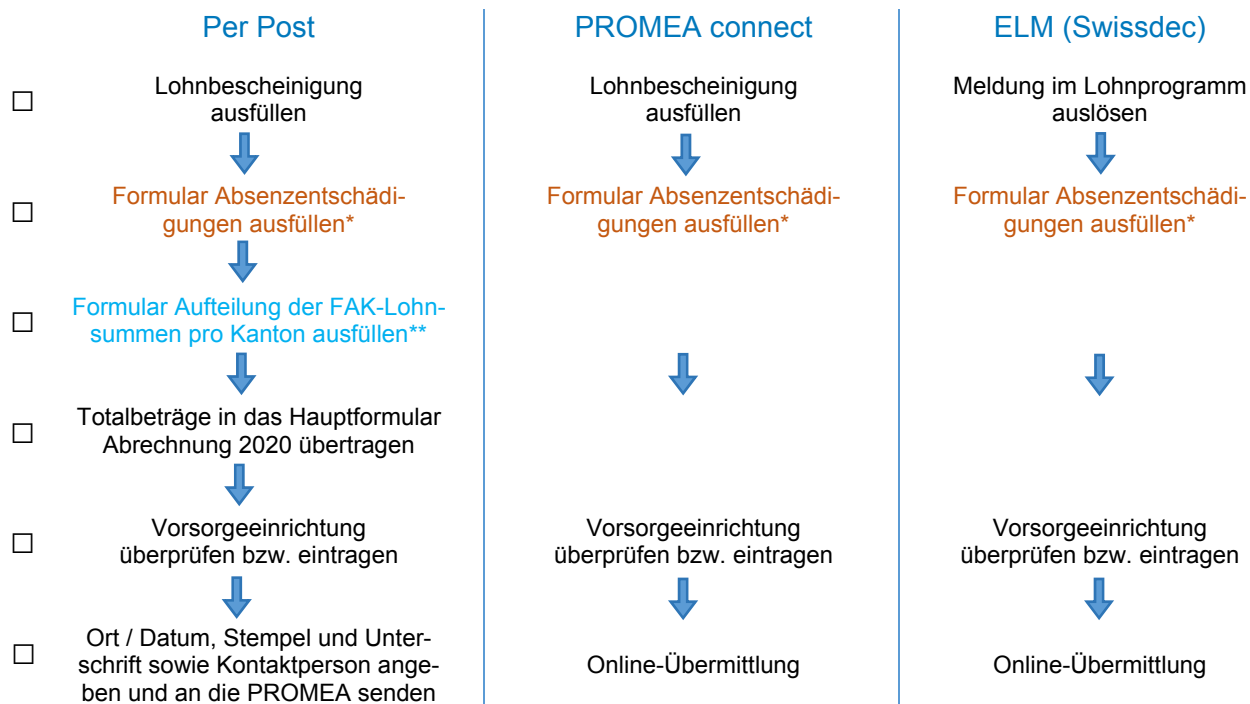 Per Post
PROMEA connect
ELM (Swissdec)
Lohnbescheinigung
ausfüllen
Lohnbescheinigung
ausfüllen
Meldung im Lohnprogramm
auslösen
Formular Absenzentschädi-
gungen ausfüllen*
Formular Absenzentschädi-
gungen ausfüllen*
Formular Absenzentschädi-
gungen ausfüllen*
Formular Aufteilung der FAK-Lohn-
summen pro Kanton ausfüllen**
Totalbeträge in das Hauptformular
Abrechnung 2020 übertragen
Vorsorgeeinrichtung
überprüfen bzw. eintragen
Vorsorgeeinrichtung
überprüfen bzw. eintragen
Vorsorgeeinrichtung
überprüfen bzw. eintragen
Ort / Datum, Stempel und Unter-
schrift sowie Kontaktperson ange-
ben und an die PROMEA senden
Online-Übermittlung
Online-Übermittlung